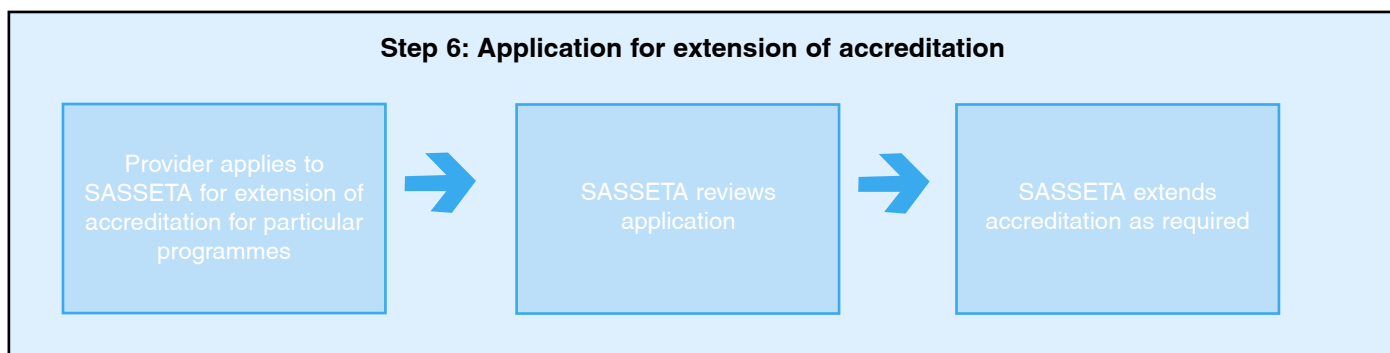 Step 6: Application for extension of accreditation
Provider applies to
SASSETA for extension of
accreditation for particular
programmes
SASSETA reviews
application
SASSETA extends
accreditation as required